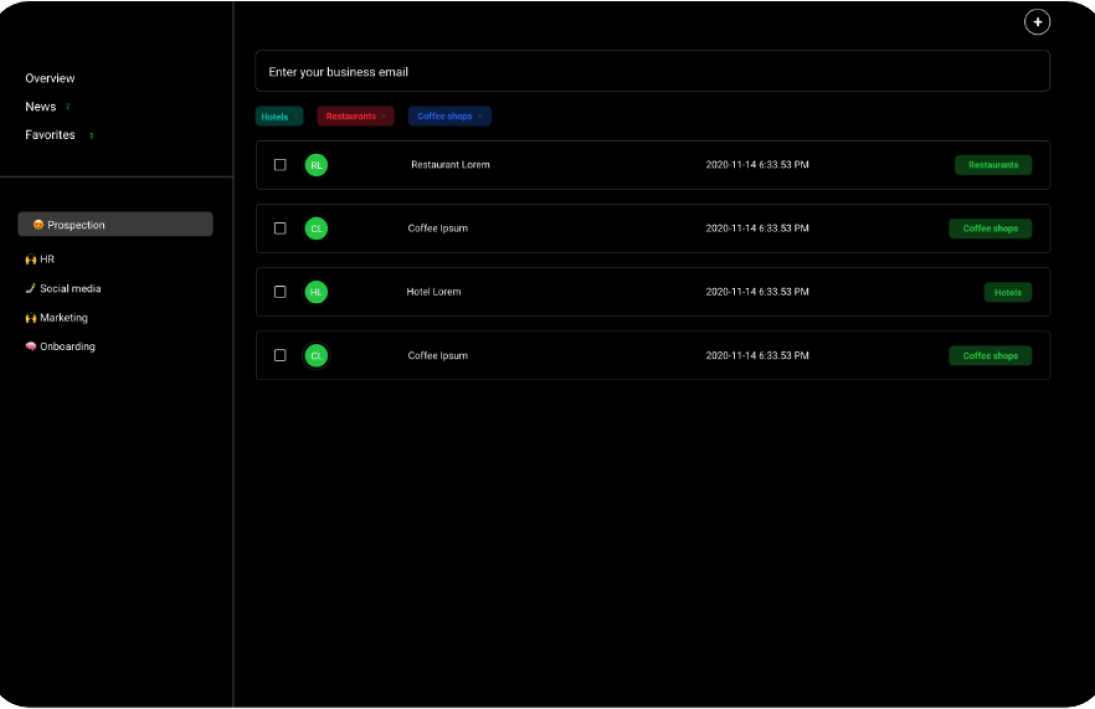 +
Overview
News 2
Favorites 3
Prospection
HR
Social media
Marketing
Onboarding
Enter your business email
Hotels × Restaurants × Coffee shops ×
RL Restaurant Lorem 2020-11-14 6:33.53 PM Restaurants
CL Coffee Ipsum 2020-11-14 6:33.53 PM Coffee shops
HL Hotel Lorem 2020-11-14 6:33.53 PM Hotels
CL Coffee Ipsum 2020-11-14 6:33.53 PM Coffee shops